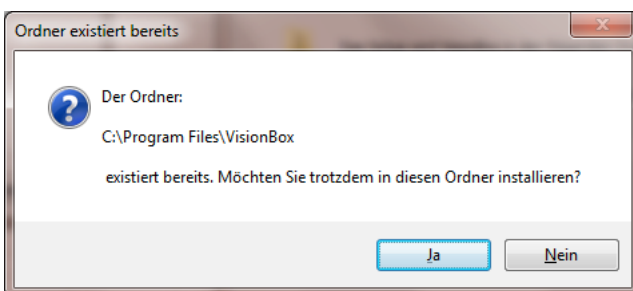 Ordner existiert bereits
Der Ordner:
C:\Program Files\VisionBox
existiert bereits. Möchten Sie trotzdem in diesen Ordner installieren?
Ja
Nein